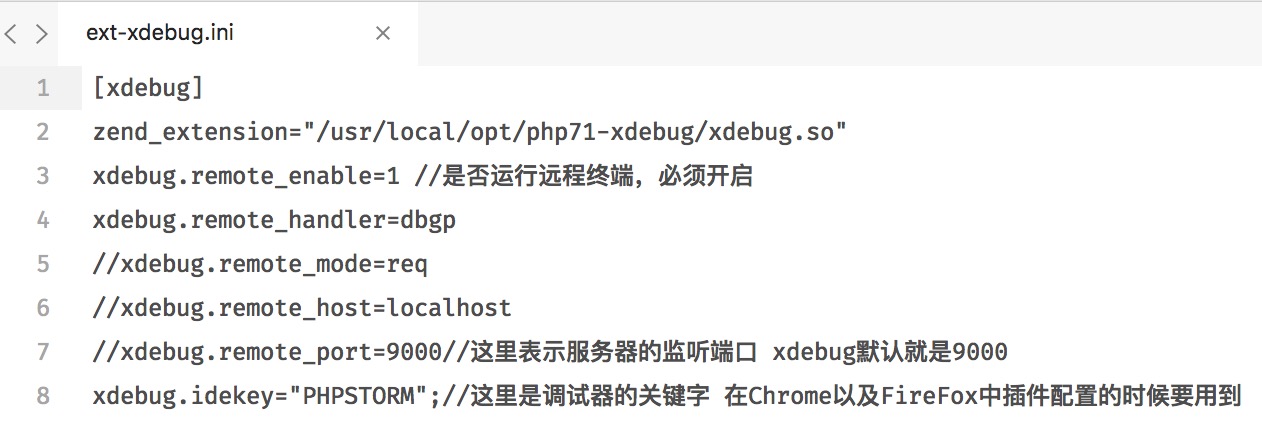 ext-xdebug.ini
1 [xdebug]
2 zend_extension="/usr/local/opt/php71-xdebug/xdebug.so"
3 xdebug.remote_enable=1 //是否运行远程终端，必须开启
4 xdebug.remote_handler=dbgp
5 //xdebug.remote_mode=req
6 //xdebug.remote_host=localhost
7 //xdebug.remote_port=9000//这里表示服务器的监听端口 xdebug默认就是9000
8 xdebug.idekey="PHPSTORM";//这里是调试器的关键字 在Chrome以及FireFox中插件配置的时候要用到